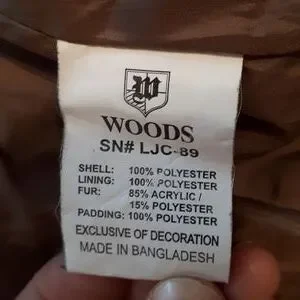 W
WOODS
SN# LJC-89
SHELL: 100% POLYESTER
LINING: 100% POLYESTER
FUR: 85% ACRYLIC /
15% POLYESTER
PADDING: 100% POLYESTER
EXCLUSIVE OF DECORATION
MADE IN BANGLADESH